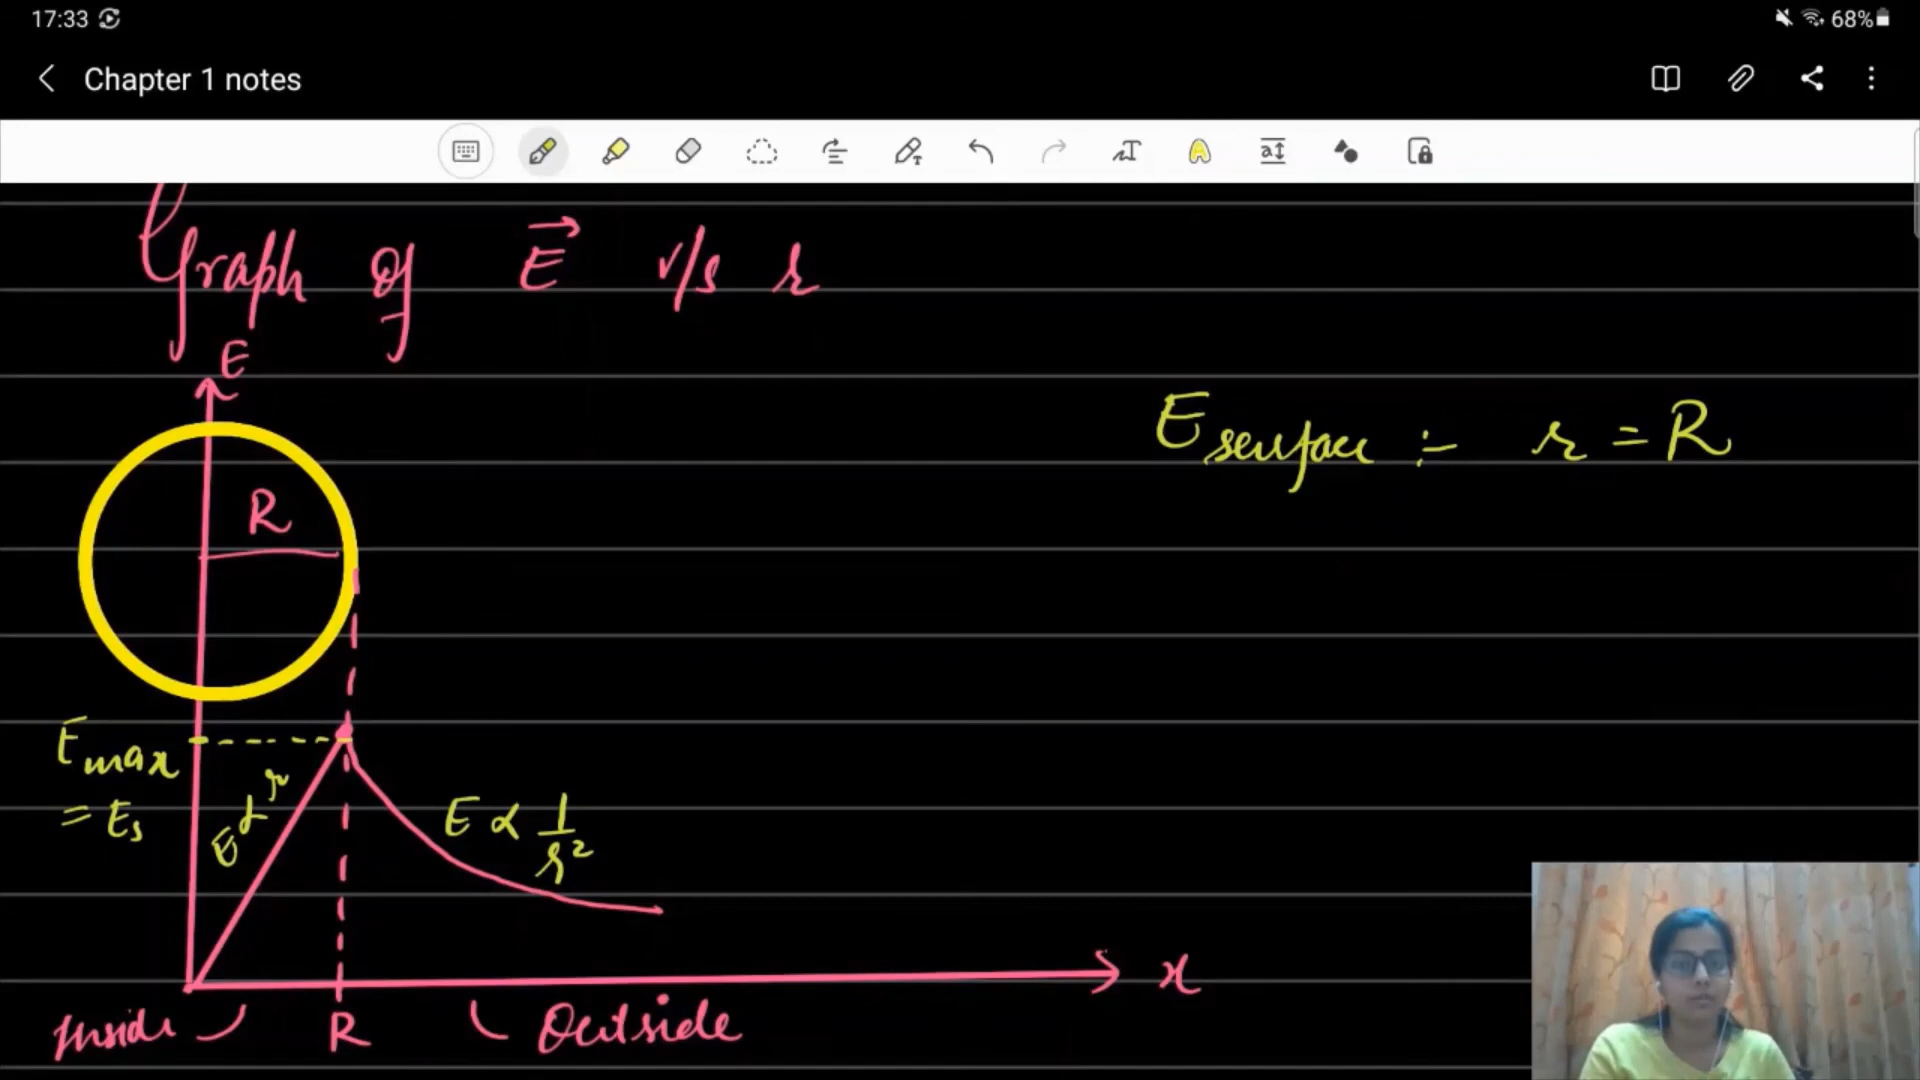 17:33
68%
Chapter 1 notes
Graph of E⃗ v/s r
E
E surface :- r = R
R
Emax
= Es
E ∝ r
E ∝ 1/r²
x
Inside
R
Outside